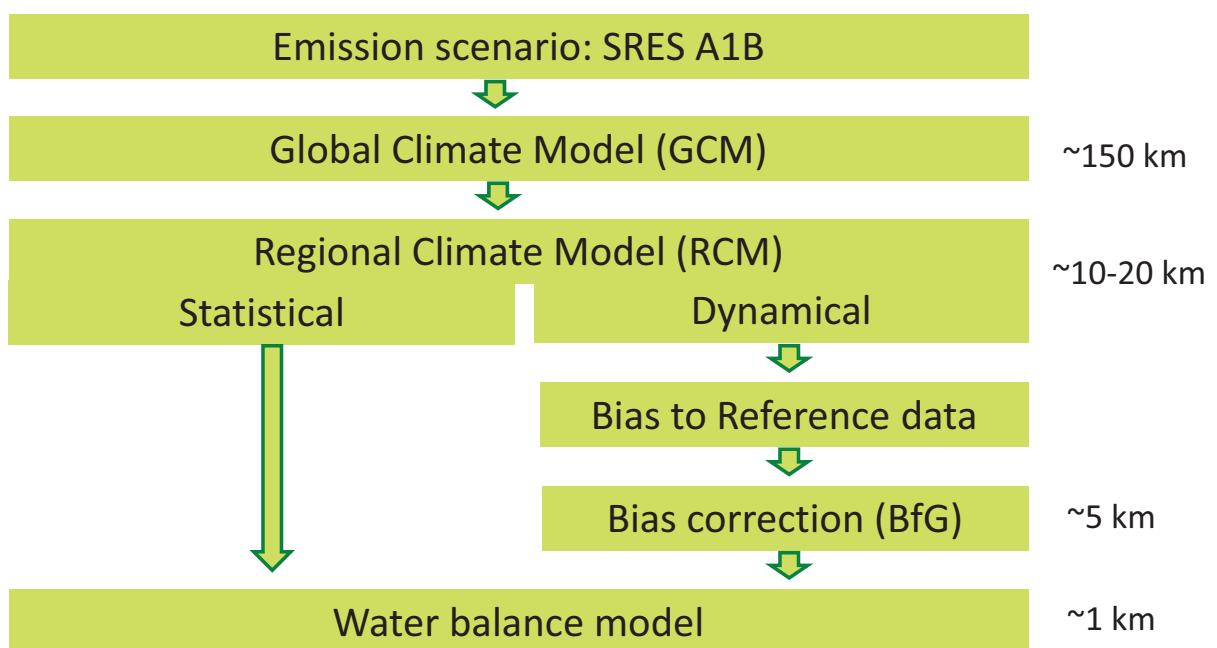 Emission scenario: SRES A1B
Global Climate Model (GCM)
~150 km
Regional Climate Model (RCM)
~10-20 km
Statistical
Dynamical
Bias to Reference data
Bias correction (BfG)
~5 km
Water balance model
~1 km